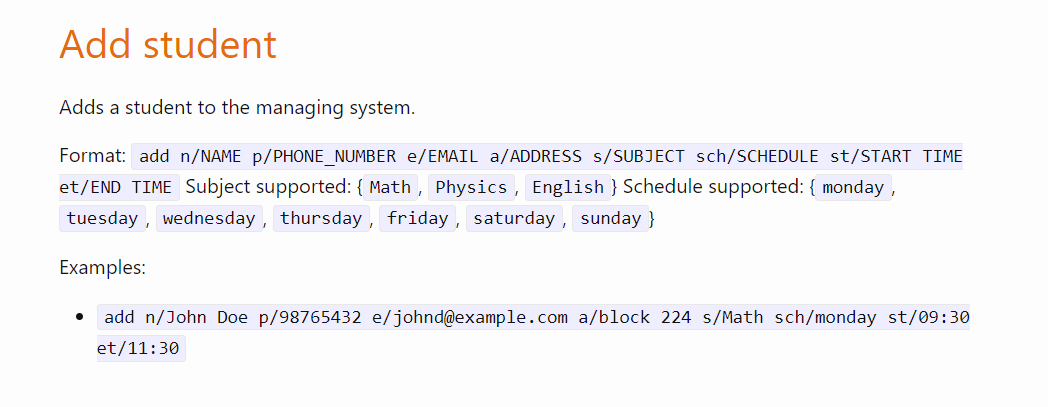 Add student
Adds a student to the managing system.
Format: add n/NAME p/PHONE_NUMBER e/EMAIL a/ADDRESS s/SUBJECT sch/SCHEDULE st/START TIME
et/END TIME Subject supported: {Math, Physics, English} Schedule supported: {monday,
tuesday, wednesday, thursday, friday, saturday, sunday}
Examples:
• add n/John Doe p/98765432 e/johnd@example.com a/block 224 s/Math sch/monday st/09:30
et/11:30